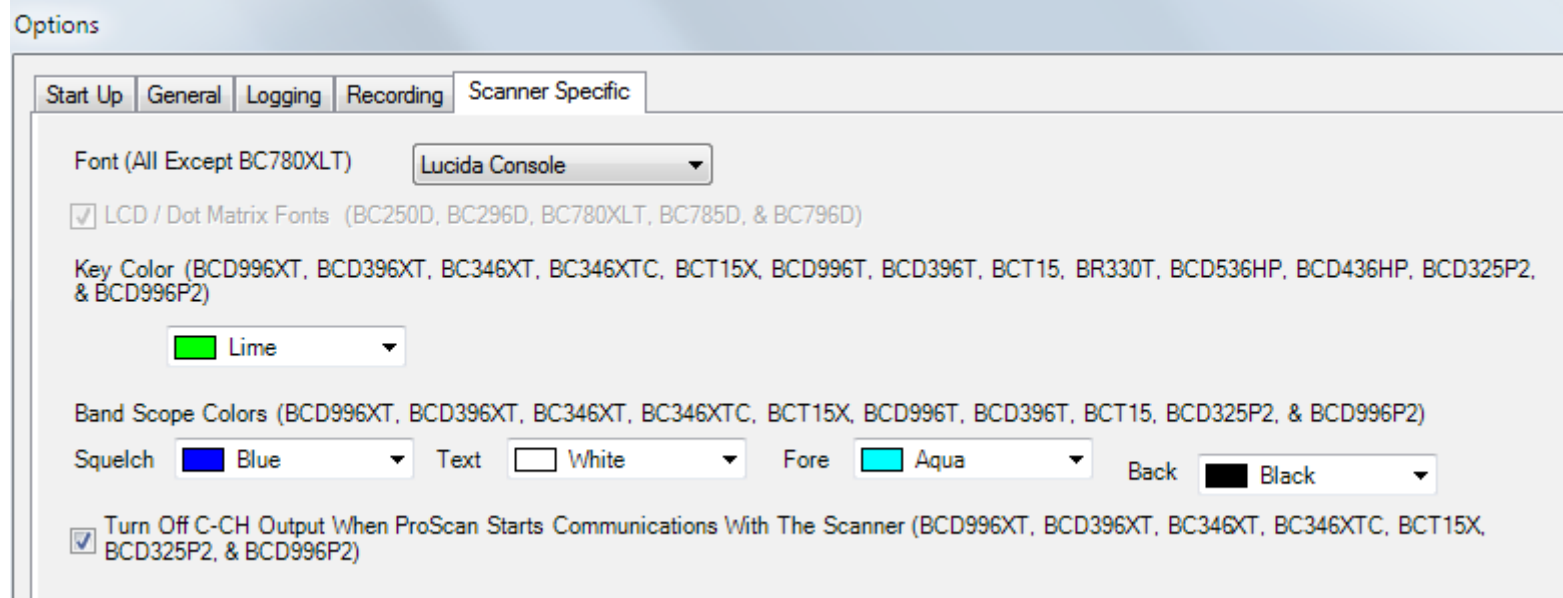 Options
Start Up General Logging Recording Scanner Specific
Font (All Except BC780XLT) Lucida Console
LCD / Dot Matrix Fonts (BC250D, BC296D, BC780XLT, BC785D, & BC796D)
Key Color (BCD996XT, BCD396XT, BC346XT, BC346XTC, BCT15X, BCD996T, BCD396T, BCT15, BR330T, BCD536HP, BCD436HP, BCD325P2,
& BCD996P2)
Lime
Band Scope Colors (BCD996XT, BCD396XT, BC346XT, BC346XTC, BCT15X, BCD996T, BCD396T, BCT15, BCD325P2, & BCD996P2)
Squelch Blue Text White Fore Aqua Back Black
Turn Off C-CH Output When ProScan Starts Communications With The Scanner (BCD996XT, BCD396XT, BC346XT, BC346XTC, BCT15X,
BCD325P2, & BCD996P2)